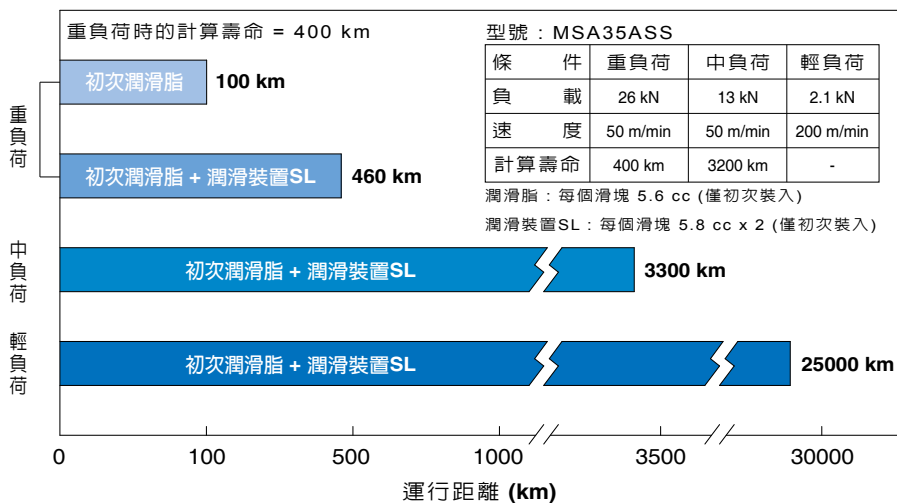 重負荷時的計算壽命 = 400 km
型號：MSA35ASS
條件 重負荷 中負荷 輕負荷
負載 26 kN 13 kN 2.1 kN
速度 50 m/min 50 m/min 200 m/min
計算壽命 400 km 3200 km -
潤滑脂：每個滑塊 5.6 cc (僅初次裝入)
潤滑裝置SL：每個滑塊 5.8 cc x 2 (僅初次裝入)
重負荷
初次潤滑脂 100 km
初次潤滑脂 + 潤滑裝置SL 460 km
中負荷
初次潤滑脂 + 潤滑裝置SL 3300 km
輕負荷
初次潤滑脂 + 潤滑裝置SL 25000 km
0 100 500 1000 3500 30000
運行距離 (km)